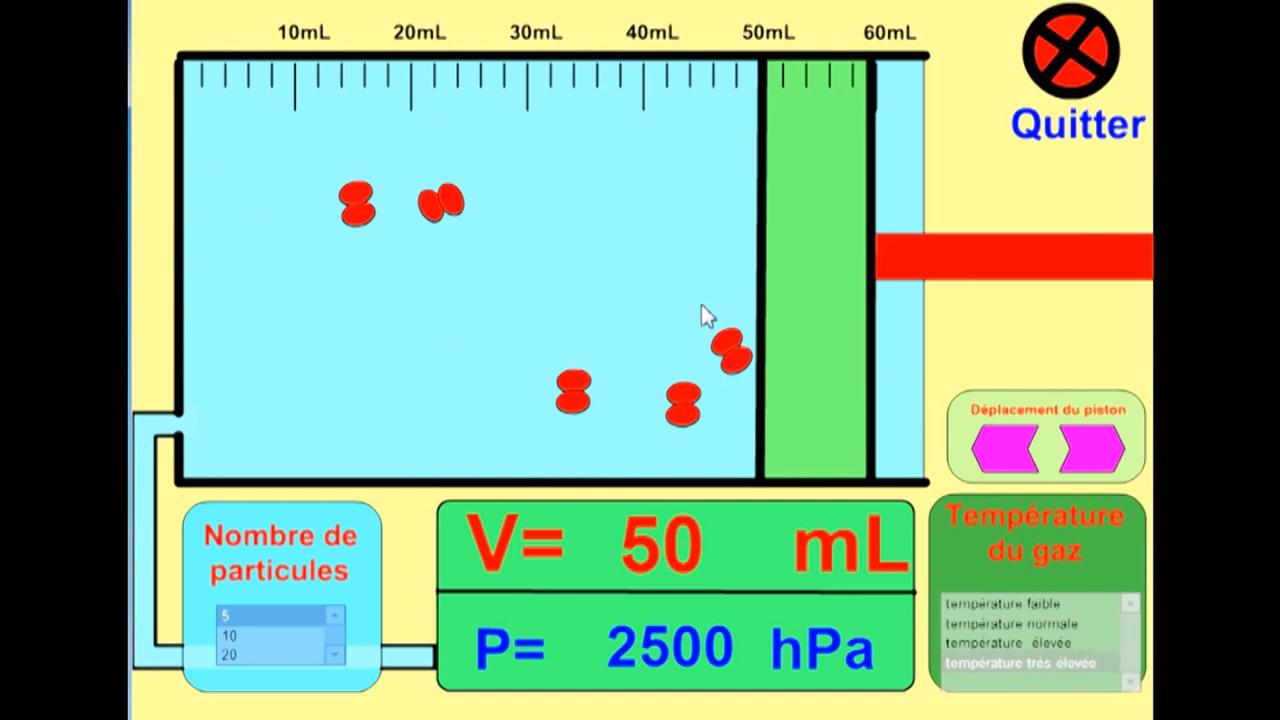 10mL 20mL 30mL 40mL 50mL 60mL
Quitter
Déplacement du piston
Nombre de
particules
5
10
20
V= 50 mL
P= 2500 hPa
Température
du gaz
température faible
température normale
température élevée
température trés élevée